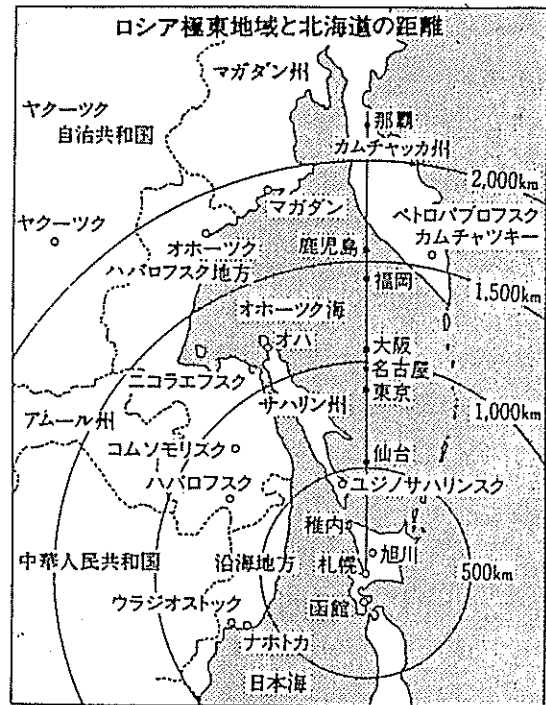 ロシア極東地域と北海道の距離
マガダン州
ヤクーツク
自治共和国
那覇
カムチャッカ州
2,000km
マガダン
ヤクーツク
オホーツク
鹿児島
ペトロパブロフスク
カムチャツキー
ハバロフスク地方
福岡
1,500km
オホーツク海
オハ
大阪
名古屋
ニコラエフスク
東京
サハリン州
アムール州
1,000km
コムソモリスク
仙台
ハバロフスク
ユジノサハリンスク
稚内
旭川
中華人民共和国
沿海地方
札幌
500km
函館
ウラジオストック
ナホトカ
日本海